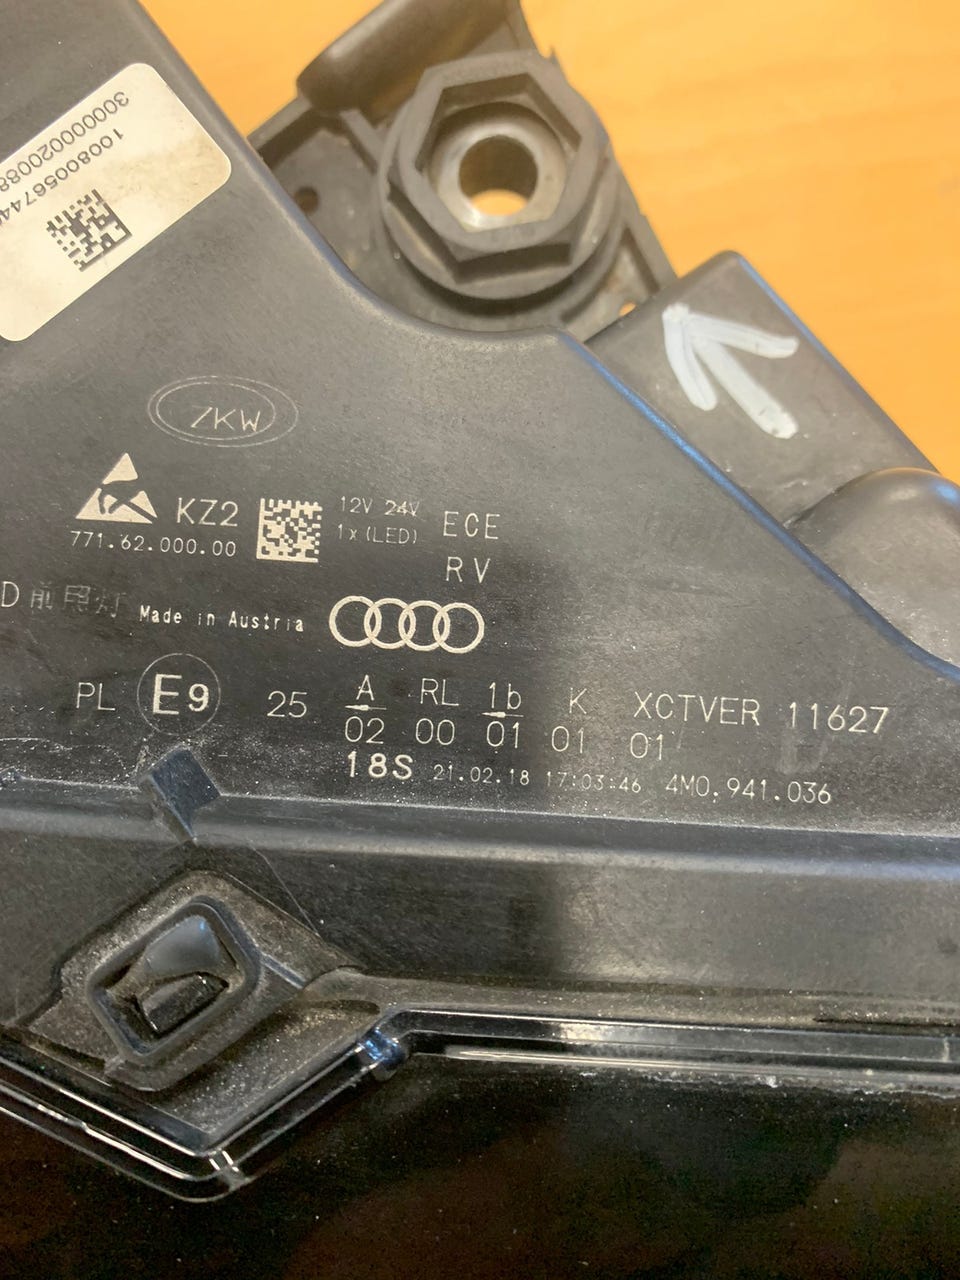 1008005674
3000000200
ZKW
KZ2
12V 24V
1x(LED)
ECE
771.62.000.00
RV
D 前照灯 Made in Austria
PL E9 25 A RL 1b K XCTVER 11627
02 00 01 01 01
18S 21.02.18 17:03:46 4M0.941.036